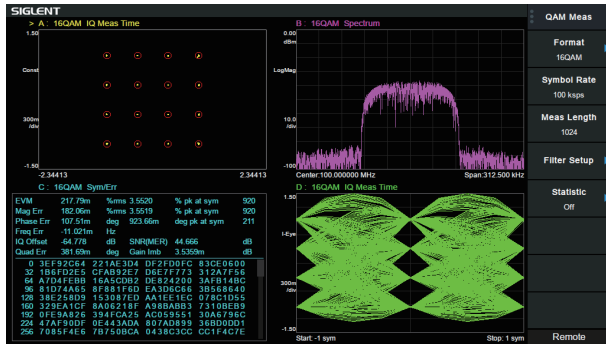 SIGLENT
> A: 16QAM IQ Meas Time
1.50
Const
300m
/div
-1.50
-2.34413 2.34413
B: 16QAM Spectrum
0.00
dBm
LogMag
10.0
/div
-100
Center:100.000000 MHz Span:312.500 kHz
C: 16QAM Sym/Err
EVM 217.79m %rms 3.5520 % pk at sym 920
Mag Err 182.06m %rms 3.5519 % pk at sym 920
Phase Err 107.51m deg 923.66m deg pk at sym 211
Freq Err -11.021m Hz
IQ Offset -64.778 dB SNR(MER) 44.666 dB
Quad Err 381.69m deg Gain Imb 3.5359m dB
0 3EF92C64 221AE3D4 DF2FD0FC 83CE0600
32 1B6FD2E5 CFAB92E7 D6E7F773 312A7F56
64 A7D4FEBB 16A5CDB2 DE824200 3AFB14BC
96 81D74A65 8F881F6D EA3D6C66 3B568640
128 38E258D9 153087ED AA1EE1EC 078C1D55
160 329EA1CF 8A06218F A98BABB3 7310BEB9
192 0FE9A826 394FCA25 AC059551 30A6796C
224 47AF90DF 0E443ADA 807AD899 36BD0DD1
256 7085F4E6 7B750BCA 0438C3CC CC1F4C7E
D: 16QAM IQ Meas Time
1.50
I-Eye
300m
/div
-1.50
Start: -1 sym Stop: 1 sym
QAM Meas
Format
16QAM
Symbol Rate
100 ksps
Meas Length
1024
Filter Setup
Statistic
Off
Remote